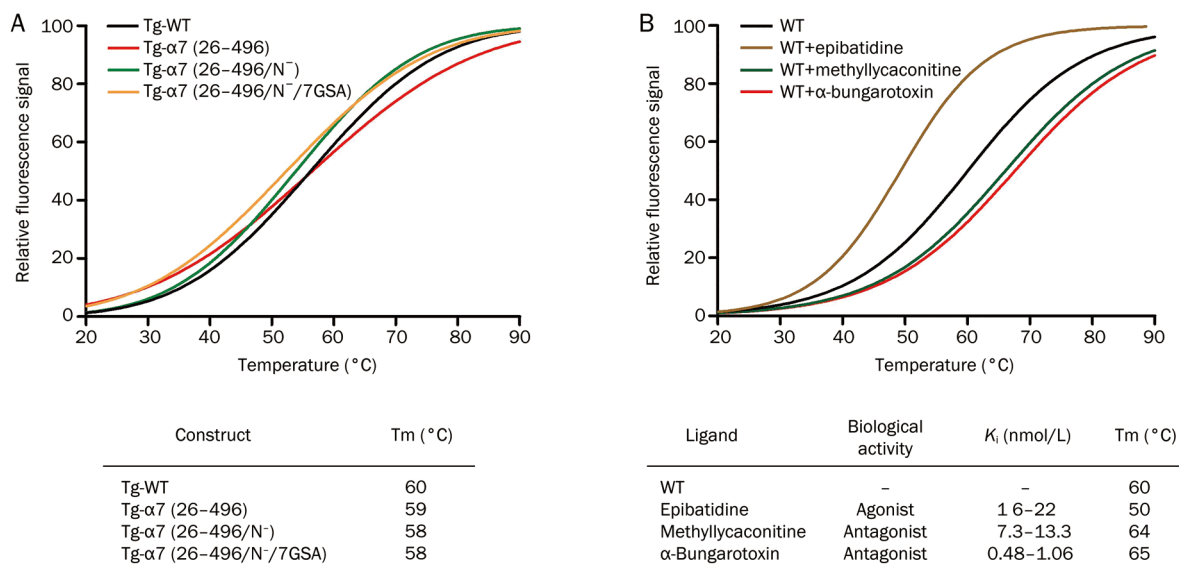 A
Tg-WT
Tg-α7 (26–496)
Tg-α7 (26–496/N⁻)
Tg-α7 (26–496/N⁻/7GSA)
Relative fluorescence signal
100
80
60
40
20
0
20 30 40 50 60 70 80 90
Temperature (°C)
Construct Tm (°C)
Tg-WT 60
Tg-α7 (26–496) 59
Tg-α7 (26–496/N⁻) 58
Tg-α7 (26–496/N⁻/7GSA) 58
B
WT
WT+epibatidine
WT+methyllycaconitine
WT+α-bungarotoxin
Relative fluorescence signal
100
80
60
40
20
0
20 30 40 50 60 70 80 90
Temperature (°C)
Ligand Biological activity Ki (nmol/L) Tm (°C)
WT – – 60
Epibatidine Agonist 1 6–22 50
Methyllycaconitine Antagonist 7.3–13.3 64
α-Bungarotoxin Antagonist 0.48–1.06 65